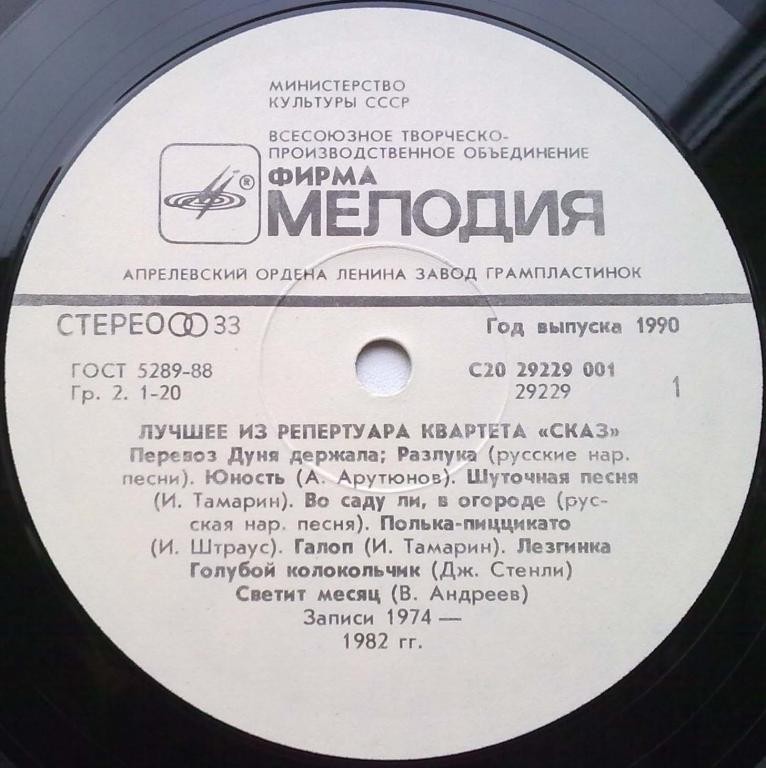 МИНИСТЕРСТВО
КУЛЬТУРЫ СССР
ВСЕСОЮЗНОЕ ТВОРЧЕСКО-
ПРОИЗВОДСТВЕННОЕ ОБЪЕДИНЕНИЕ
ФИРМА
® МЕЛОДИЯ
АПРЕЛЕВСКИЙ ОРДЕНА ЛЕНИНА ЗАВОД ГРАМПЛАСТИНОК
СТЕРЕО 33 Год выпуска 1990
ГОСТ 5289-88 С20 29229 001
Гр. 2. 1-20 29229 1
ЛУЧШЕЕ ИЗ РЕПЕРТУАРА КВАРТЕТА «СКАЗ»
Перевоз Дуня держала; Разлука (русские нар.
песни). Юность (А. Арутюнов). Шуточная песня
(И. Тамарин). Во саду ли, в огороде (рус-
ская нар. песня). Полька-пиццикато
(И. Штраус). Галоп (И. Тамарин). Лезгинка
Голубой колокольчик (Дж. Стенли)
Светит месяц (В. Андреев)
Записи 1974 —
1982 гг.